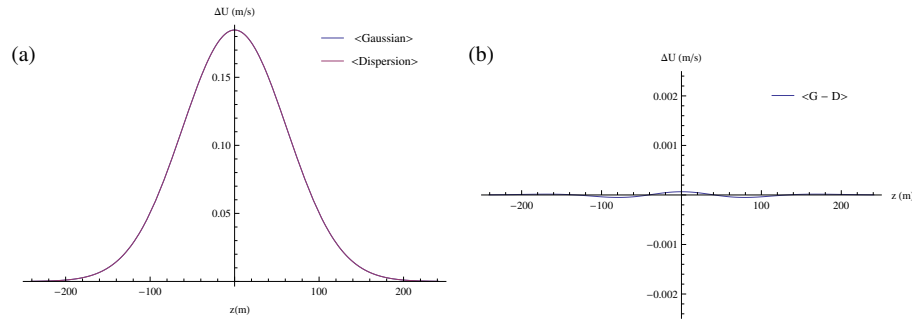 (a)
ΔU (m/s)
<Gaussian>
<Dispersion>
0.15
0.10
0.05
−200
−100
100
200
z(m)
(b)
ΔU (m/s)
<G − D>
0.002
0.001
−200
−100
100
200
z (m)
−0.001
−0.002